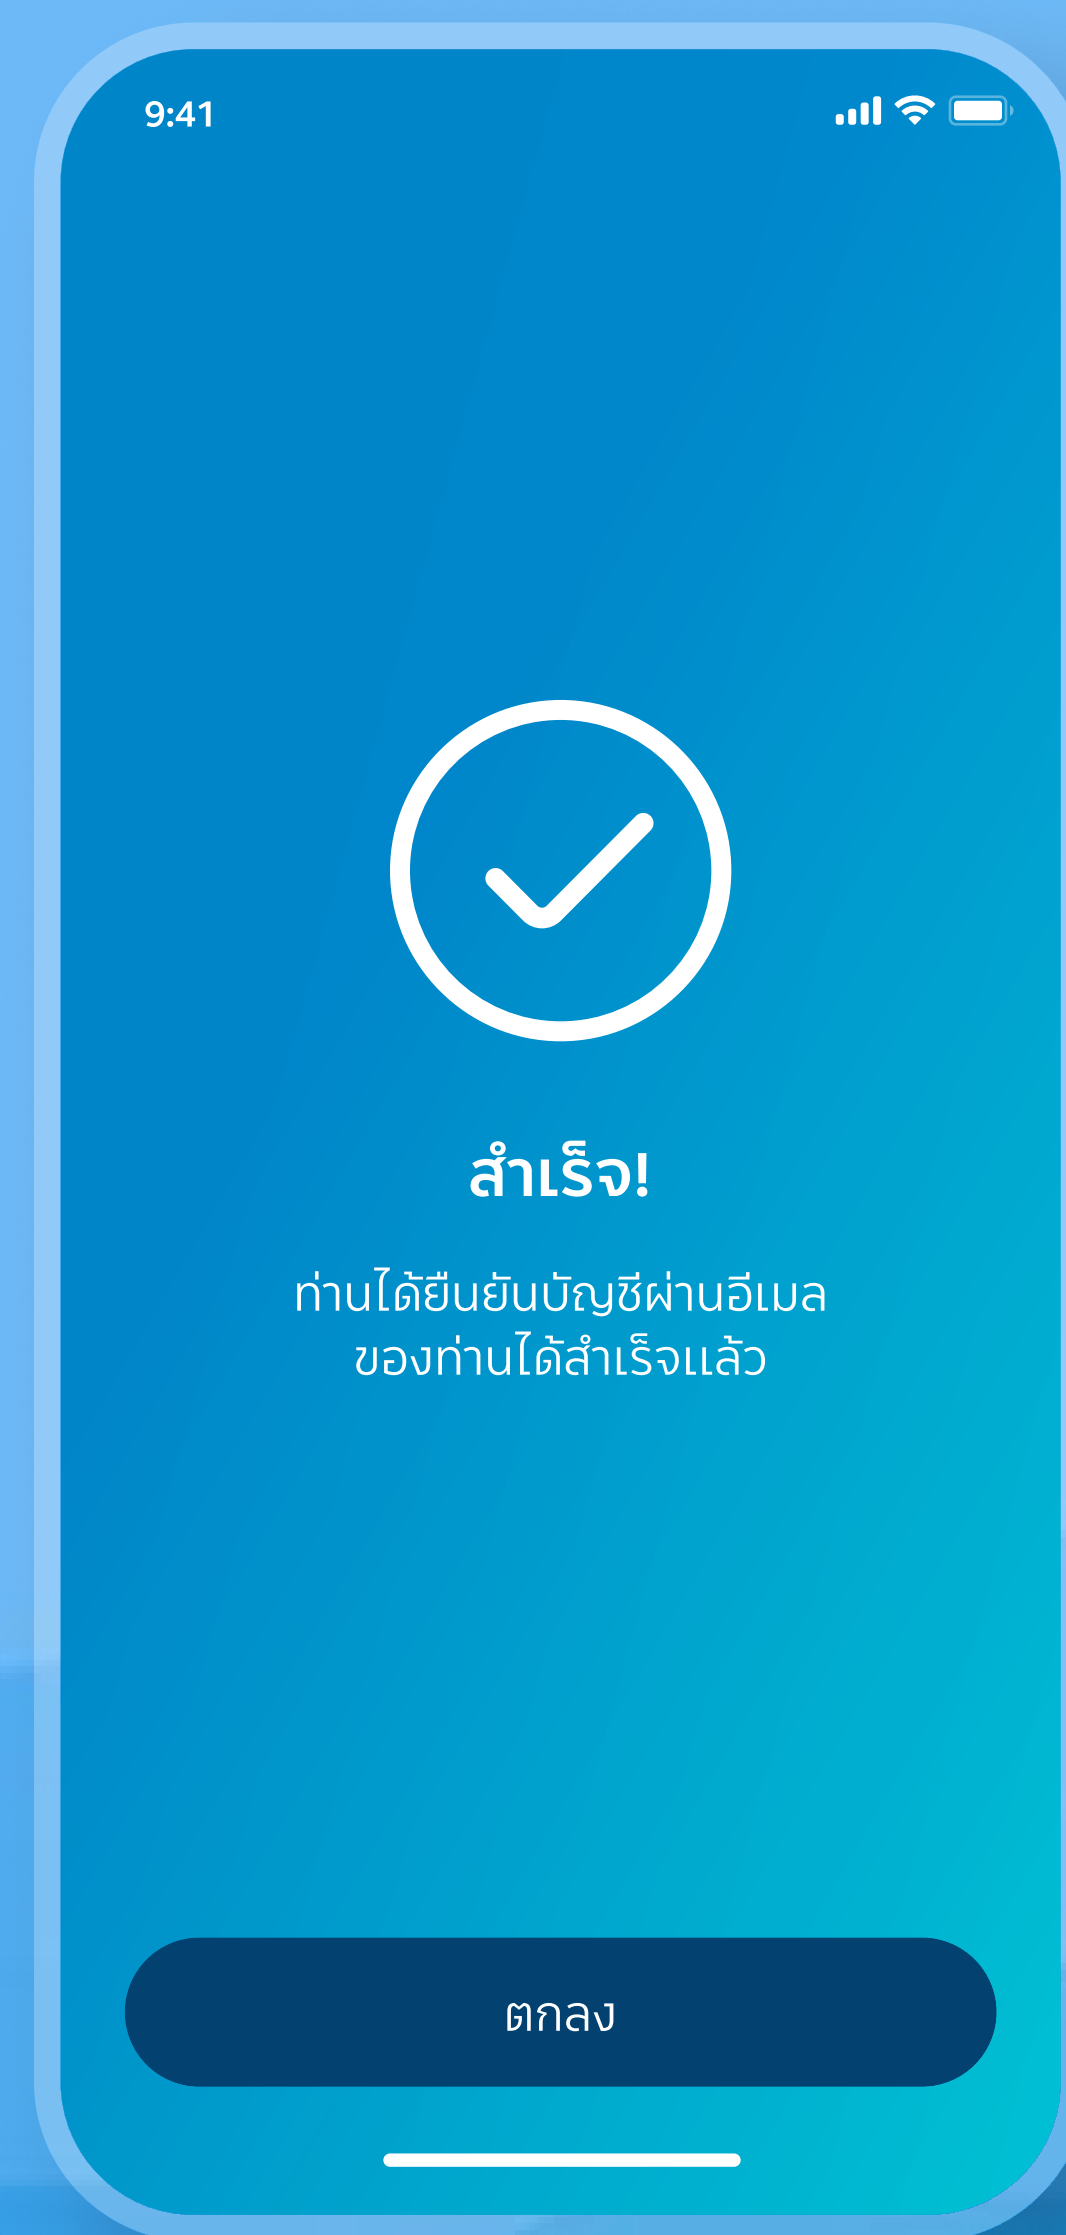 9:41
สำเร็จ!
ท่านได้ยืนยันบัญชีผ่านอีเมล
ของท่านได้สำเร็จแล้ว
ตกลง